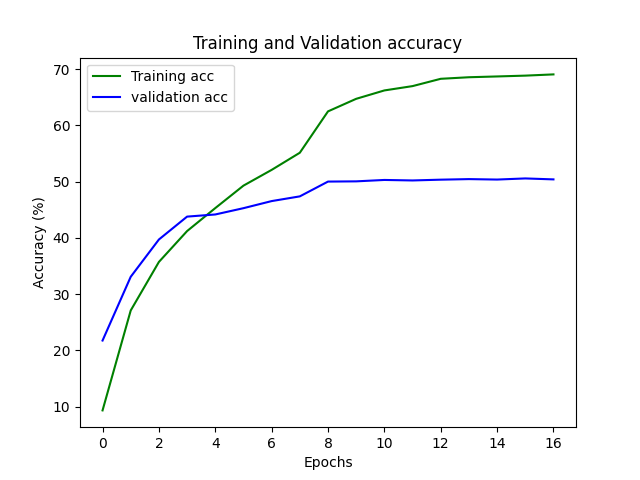 Training and Validation accuracy
Training acc
validation acc
Accuracy (%)
70
60
50
40
30
20
10
0 2 4 6 8 10 12 14 16
Epochs